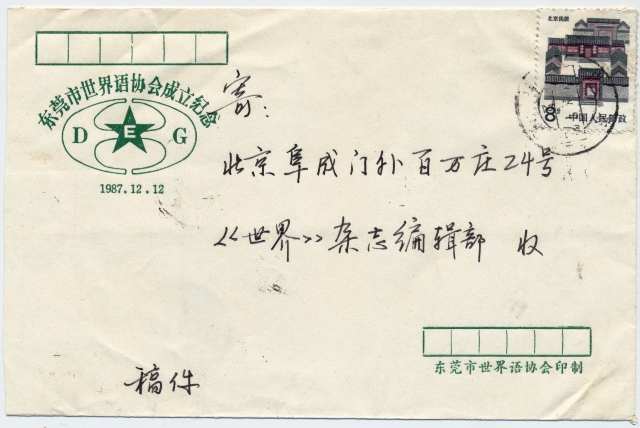 东莞市世界语协会成立纪念
D E G
1987.12.12
北京民居
8
中国人民邮政
寄:
北京阜成门外百万庄24号
《世界》杂志编辑部 收
东莞市世界语协会印制
稿件